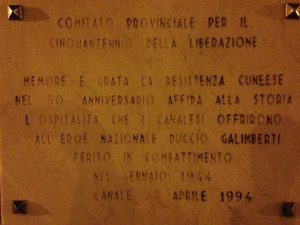 COMITATO PROVINCIALE PER IL
CINQUANTENNIO DELLA LIBERAZIONE
MEMORE E GRATA LA RESISTENZA CUNEESE
NEL 50° ANNIVERSARIO AFFIDA ALLA STORIA
L'OSPITALITÀ CHE I CANALESI OFFRIRONO
ALL'EROE NAZIONALE DUCCIO GALIMBERTI
FERITO IN COMBATTIMENTO
NEL GENNAIO 1944
CANALE APRILE 1994